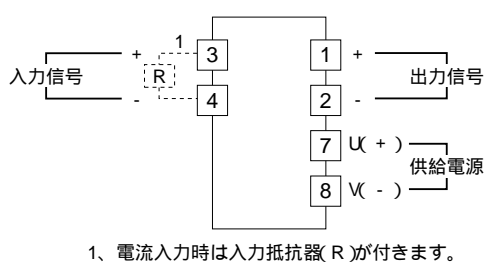 1
+ 3 1 +
入力信号 R 出力信号
- 4 2 -
7 U( + )
供給電源
8 V( - )
1、電流入力時は入力抵抗器( R )が付きます。